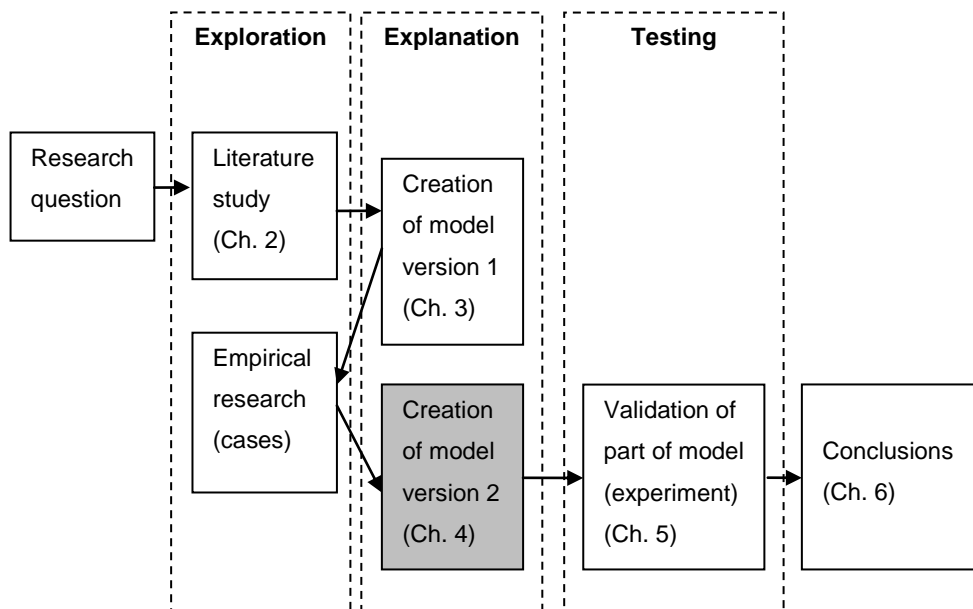 Exploration
Explanation
Testing
Research
question
Literature
study
(Ch. 2)
Creation
of model
version 1
(Ch. 3)
Empirical
research
(cases)
Creation
of model
version 2
(Ch. 4)
Validation of
part of model
(experiment)
(Ch. 5)
Conclusions
(Ch. 6)